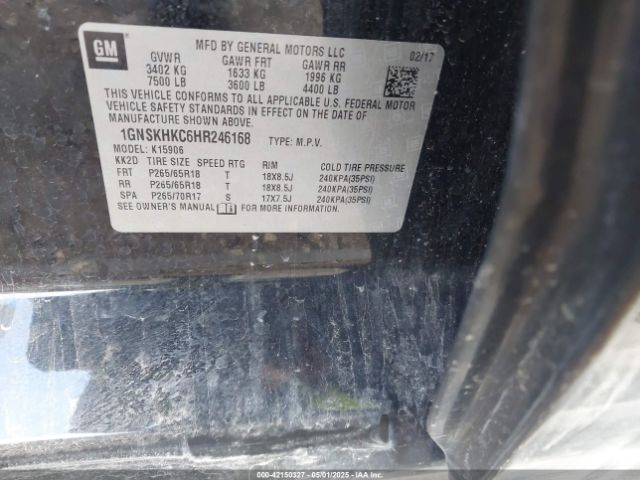 GM
MFD BY GENERAL MOTORS LLC 02/17
GVWR GAWR FRT GAWR RR
3402 KG 1633 KG 1996 KG
7500 LB 3600 LB 4400 LB
THIS VEHICLE CONFORMS TO ALL APPLICABLE U.S. FEDERAL MOTOR
VEHICLE SAFETY STANDARDS IN EFFECT ON THE DATE OF
MANUFACTURE SHOWN ABOVE.
1GNSKHKC6HR246168 TYPE: M.P.V.
MODEL: K15906
KK2D TIRE SIZE SPEED RTG RIM COLD TIRE PRESSURE
FRT P265/65R18 T 18X8.5J 240KPA(35PSI)
RR P265/65R18 T 18X8.5J 240KPA(35PSI)
SPA P265/70R17 S 17X7.5J 240KPA(35PSI)
SEE OWNER'S MANUAL FOR ADDITIONAL INFORMATION.
000-42150327 - 05/01/2025 - IAAI.COM